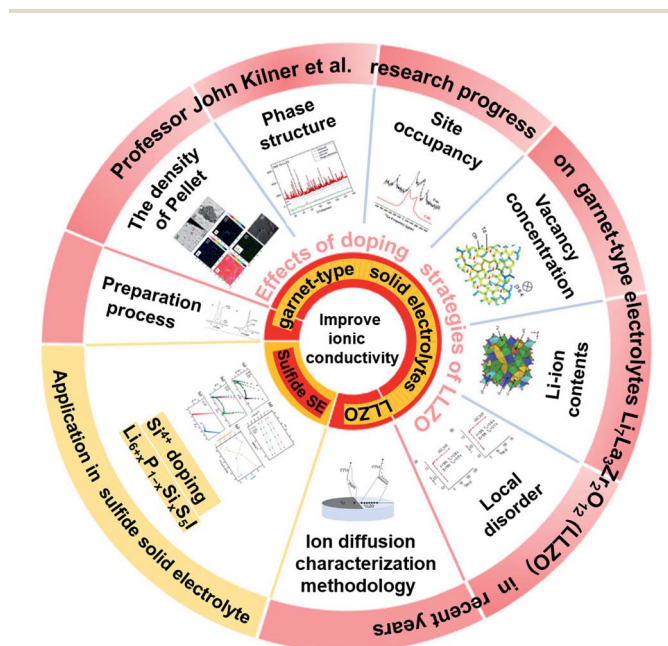 Professor John Kilner et al. research progress on garnet-type electrolytes Li₇La₃Zr₂O₁₂ (LLZO) in recent years
Phase
structure
Site
occupancy
The density
of Pellet
Vacancy
concentration
Preparation
process
Li-ion
contents
Local
disorder
Effects of doping strategies of LLZO
garnet-type solid electrolytes
LLZO
Sulfide SE
Improve
ionic
conductivity
Ion diffusion
characterization
methodology
Si⁴⁺ doping
Li₆₊ₓP₁₋ₓSiₓS₅I
Application in sulfide solid electrolyte